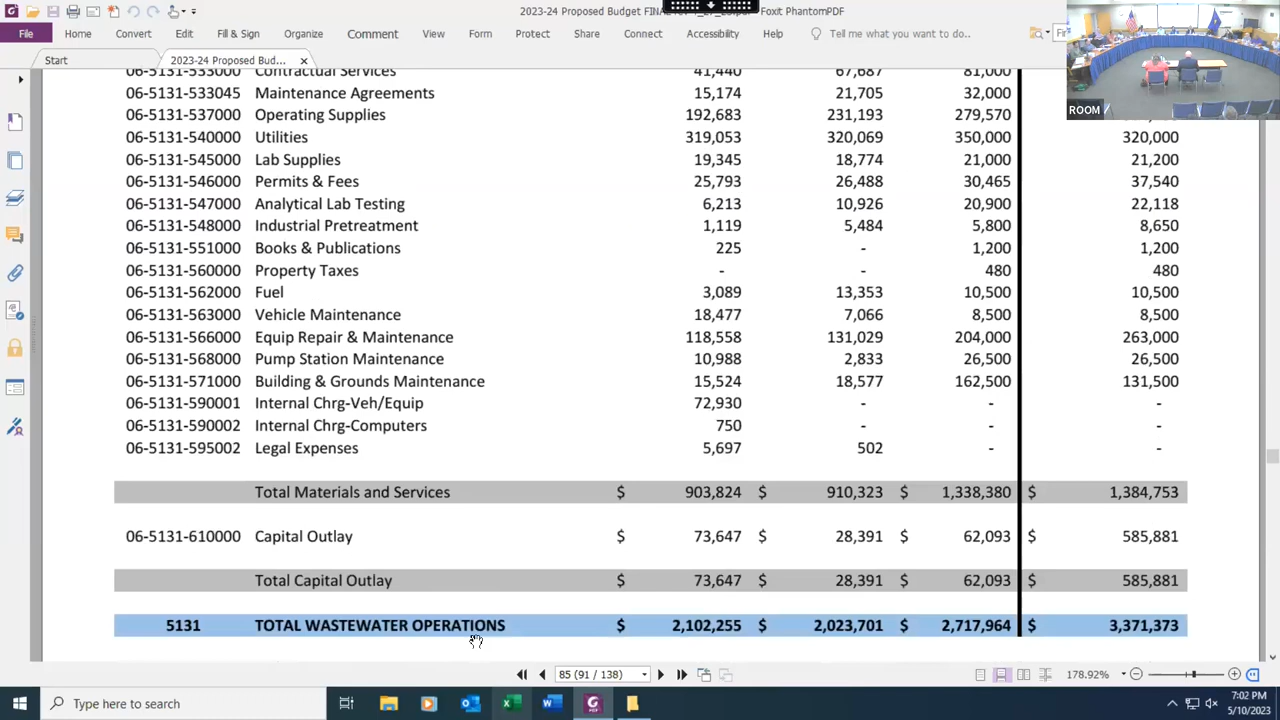 2023-24 Proposed Budget FINAL
Foxit PhantomPDF
File Home Convert Edit Fill & Sign Organize Comment View Form Protect Share Connect Accessibility Help Tell me what you want to do...
Start 2023-24 Proposed Bud...
ROOM
06-5131-533000 Contractual Services 41,440 67,687 81,000
06-5131-533045 Maintenance Agreements 15,174 21,705 32,000
06-5131-537000 Operating Supplies 192,683 231,193 279,570
06-5131-540000 Utilities 319,053 320,069 350,000 320,000
06-5131-545000 Lab Supplies 19,345 18,774 21,000 21,200
06-5131-546000 Permits & Fees 25,793 26,488 30,465 37,540
06-5131-547000 Analytical Lab Testing 6,213 10,926 20,900 22,118
06-5131-548000 Industrial Pretreatment 1,119 5,484 5,800 8,650
06-5131-551000 Books & Publications 225 - 1,200 1,200
06-5131-560000 Property Taxes - - 480 480
06-5131-562000 Fuel 3,089 13,353 10,500 10,500
06-5131-563000 Vehicle Maintenance 18,477 7,066 8,500 8,500
06-5131-566000 Equip Repair & Maintenance 118,558 131,029 204,000 263,000
06-5131-568000 Pump Station Maintenance 10,988 2,833 26,500 26,500
06-5131-571000 Building & Grounds Maintenance 15,524 18,577 162,500 131,500
06-5131-590001 Internal Chrg-Veh/Equip 72,930 - - -
06-5131-590002 Internal Chrg-Computers 750 - - -
06-5131-595002 Legal Expenses 5,697 502 - -
Total Materials and Services $ 903,824 $ 910,323 $ 1,338,380 $ 1,384,753
06-5131-610000 Capital Outlay $ 73,647 $ 28,391 $ 62,093 $ 585,881
Total Capital Outlay $ 73,647 $ 28,391 $ 62,093 $ 585,881
5131 TOTAL WASTEWATER OPERATIONS $ 2,102,255 $ 2,023,701 $ 2,717,964 $ 3,371,373
85 (91 / 138) 178.92%
Type here to search 7:02 PM
5/10/2023